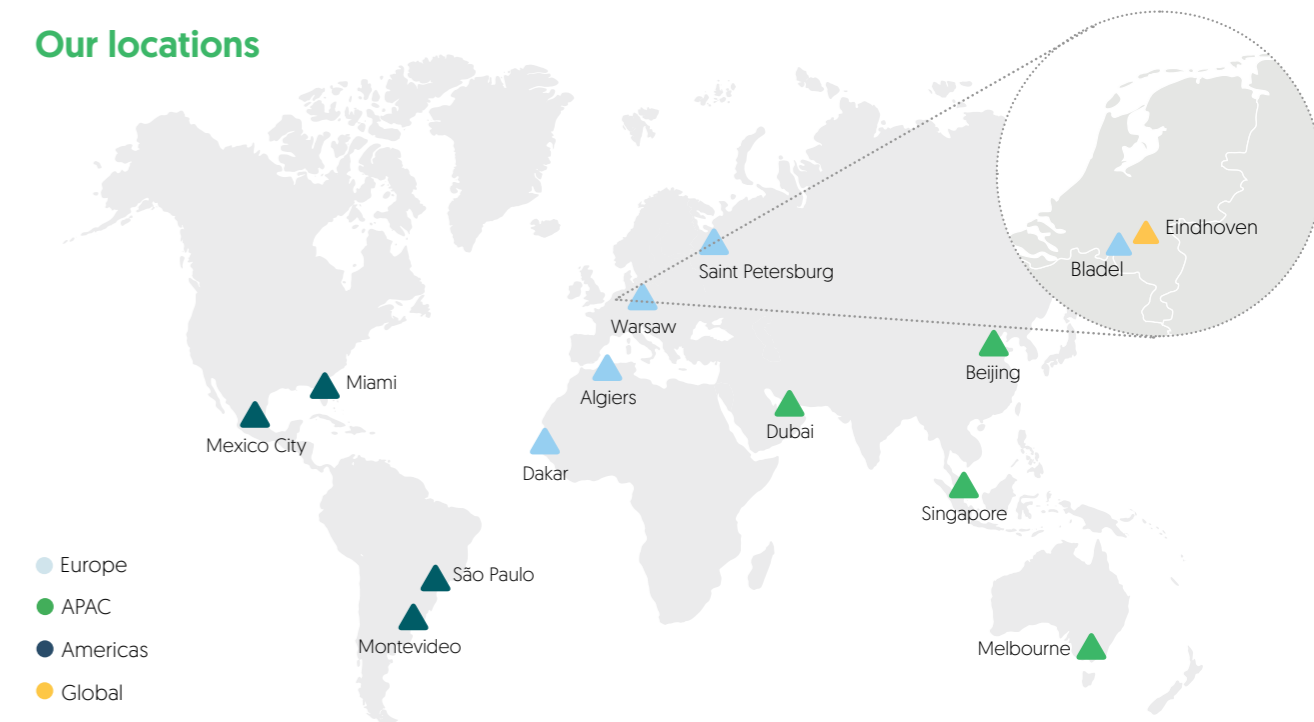 Our locations
Eindhoven
Bladel
Saint Petersburg
Warsaw
Beijing
Miami
Algiers
Dubai
Mexico City
Dakar
Singapore
Europe
São Paulo
APAC
Montevideo
Americas
Melbourne
Global